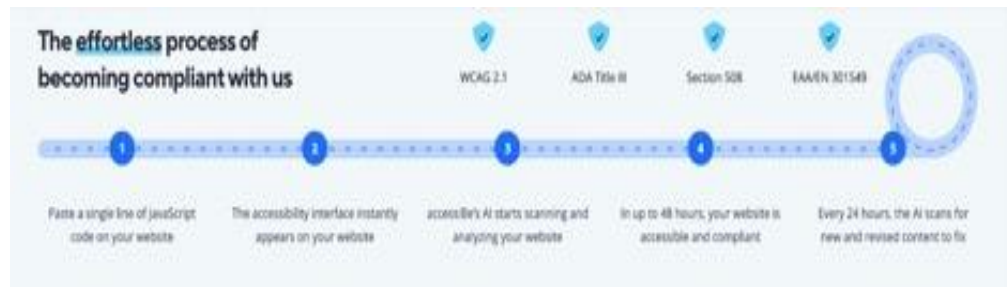 The effortless process of
becoming compliant with us
WCAG 2.1
ADA Title III
Section 508
EAA/EN 301549
1
2
3
4
5
Paste a single line of JavaScript
code on your website
The accessibility interface instantly
appears on your website
accessiBe's AI starts scanning and
analyzing your website
In up to 48 hours, your website is
accessible and compliant
Every 24 hours, the AI scans for
new and revised content to fix